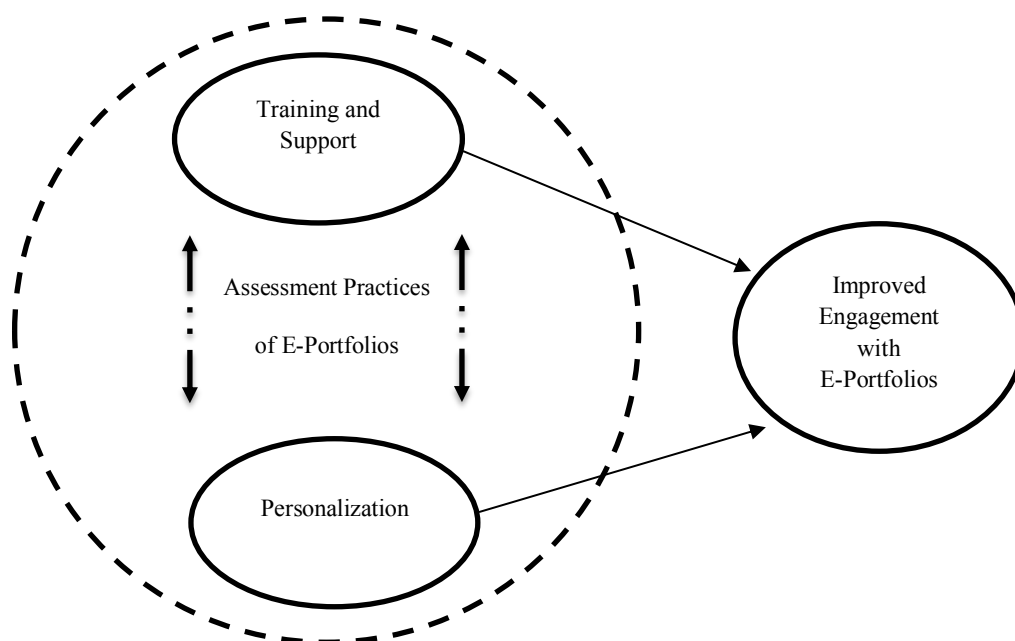 Training and
Support
Assessment Practices
of E-Portfolios
Personalization
Improved
Engagement
with
E-Portfolios